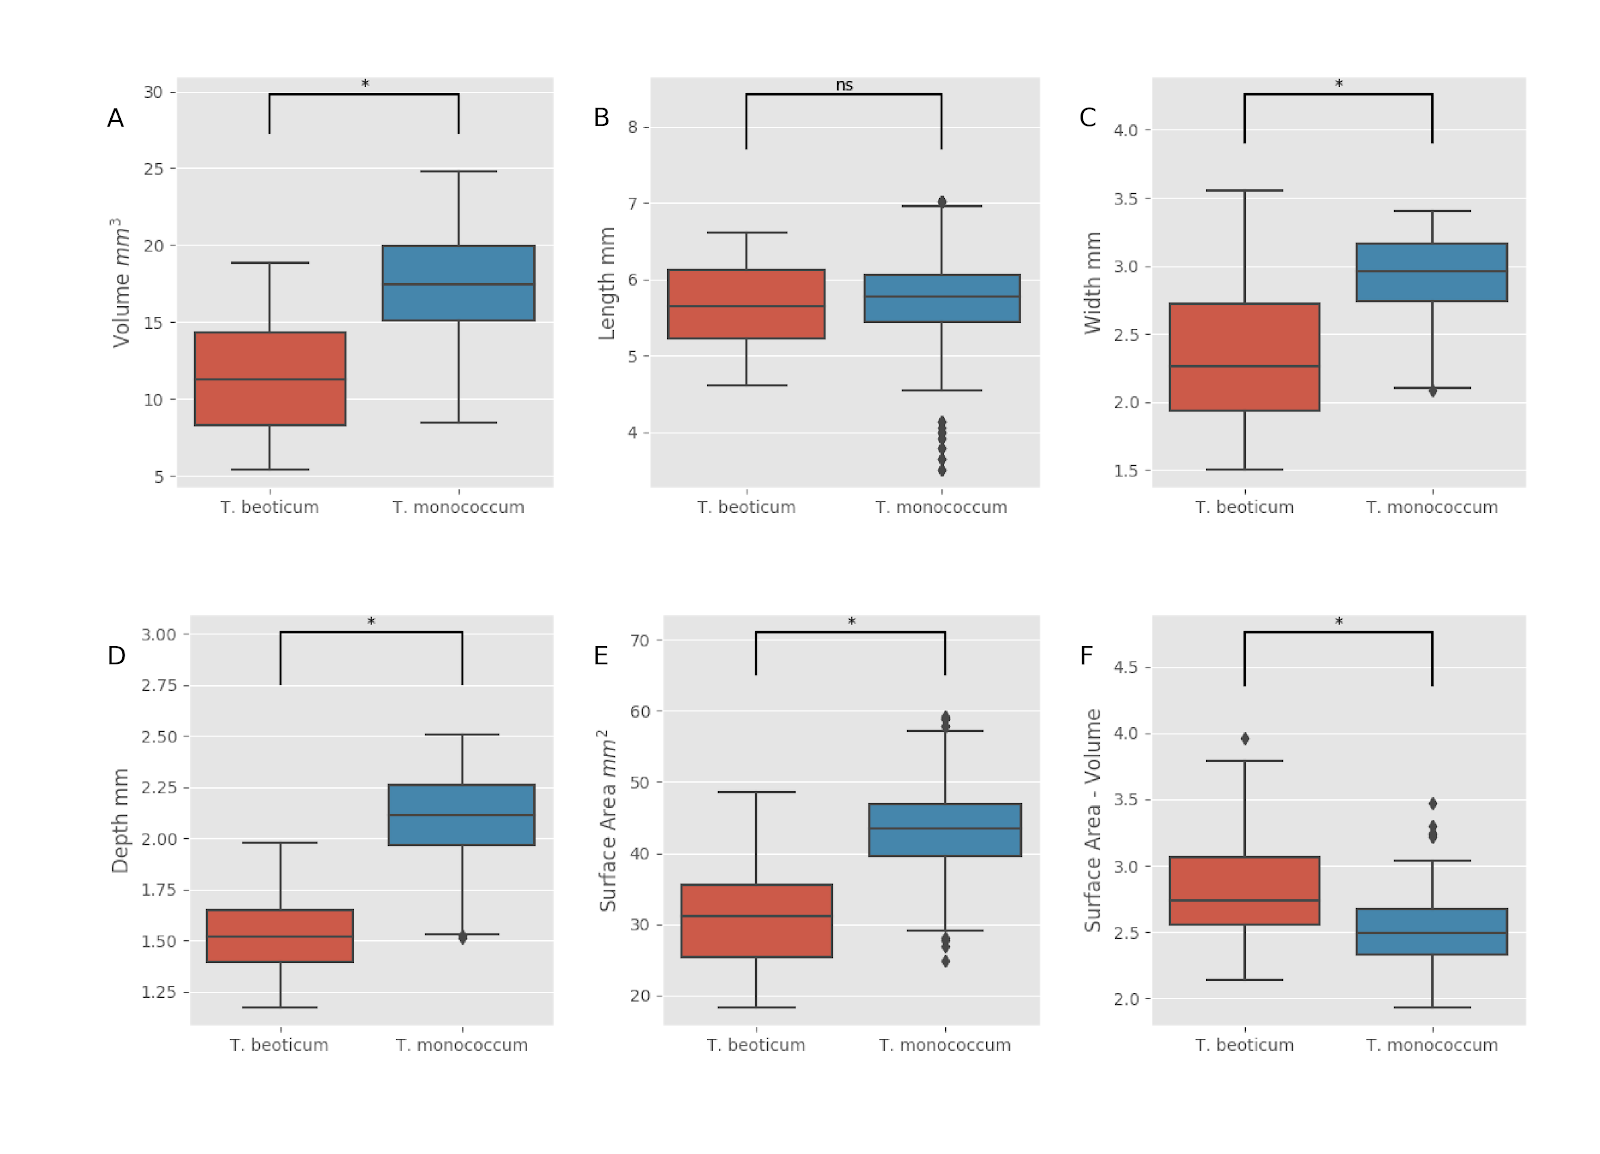 A
Volume mm³
30
25
20
15
10
5
*
T. beoticum
T. monococcum
B
Length mm
8
7
6
5
4
ns
T. beoticum
T. monococcum
C
Width mm
4.0
3.5
3.0
2.5
2.0
1.5
*
T. beoticum
T. monococcum
D
Depth mm
3.00
2.75
2.50
2.25
2.00
1.75
1.50
1.25
*
T. beoticum
T. monococcum
E
Surface Area mm²
70
60
50
40
30
20
*
T. beoticum
T. monococcum
F
Surface Area - Volume
4.5
4.0
3.5
3.0
2.5
2.0
*
T. beoticum
T. monococcum